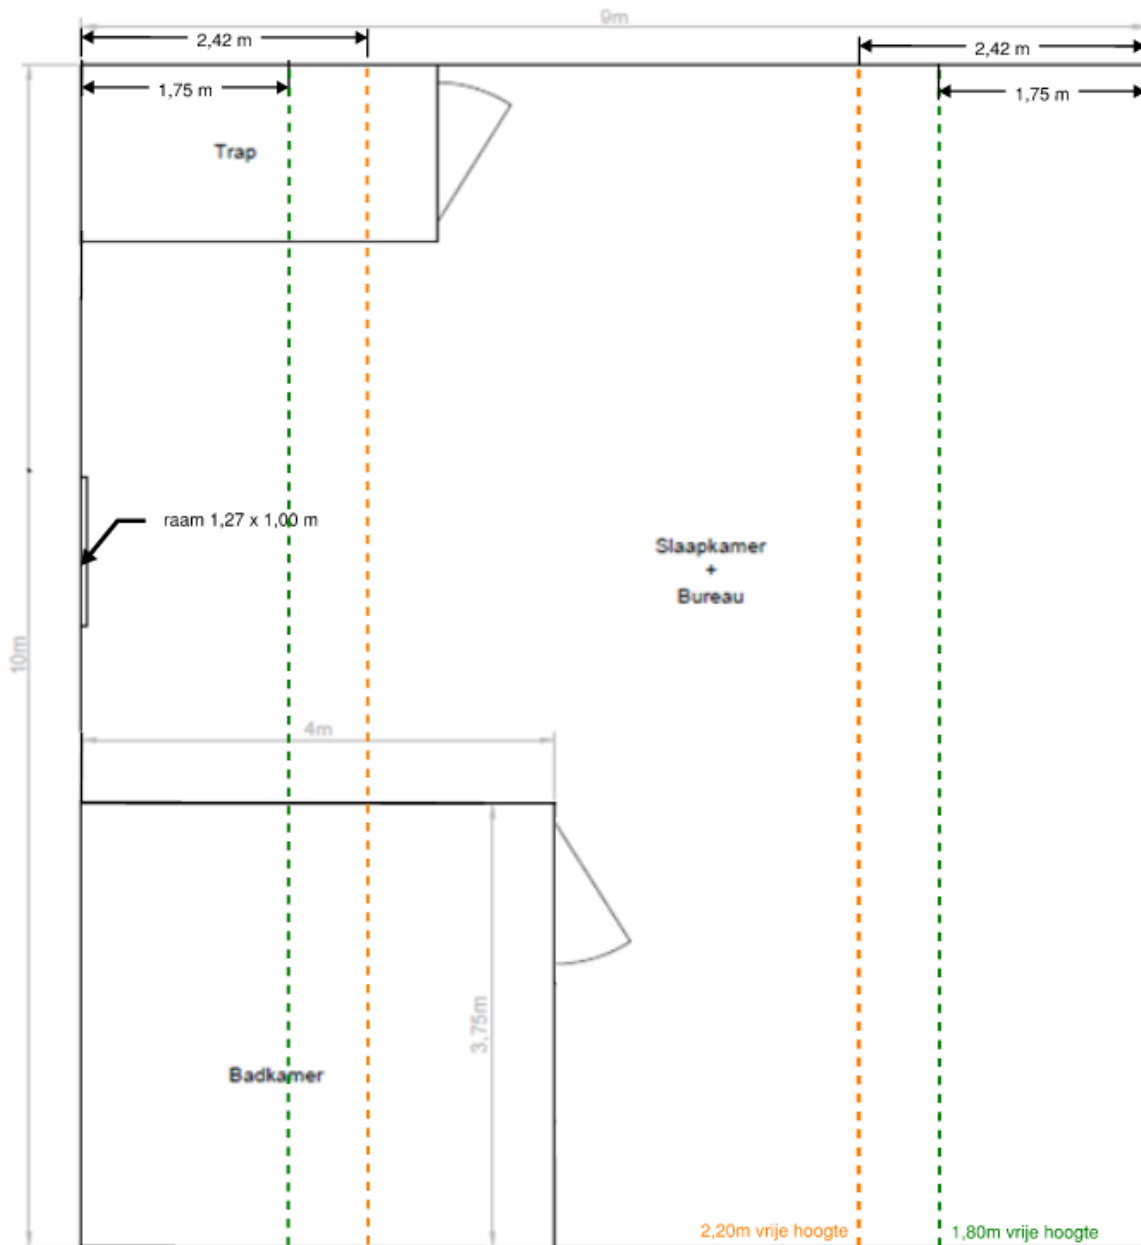 9m
2,42 m
2,42 m
1,75 m
1,75 m
Trap
raam 1,27 x 1,00 m
Slaapkamer
+
Bureau
10m
4m
3,75m
Badkamer
2,20m vrije hoogte
1,80m vrije hoogte